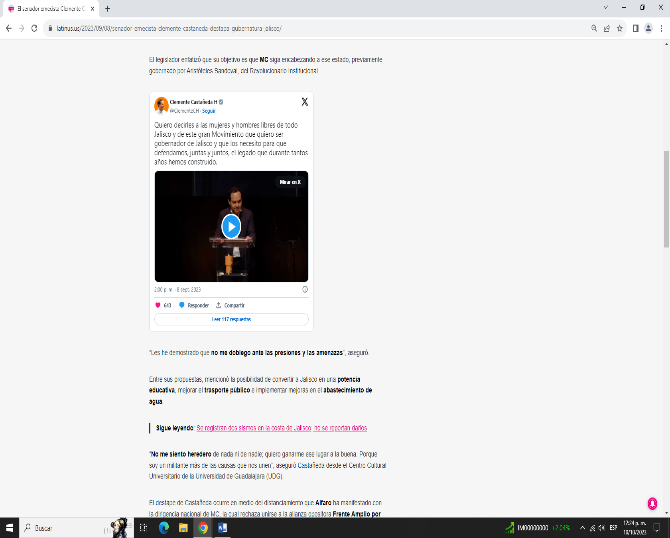 El senador emecista Clemente C
latinus.us/2023/09/08/senador-emecista-clemente-castaneda-destapa-gubernatura-jalisco/
El legislador enfatizó que su objetivo es que MC siga encabezando a ese estado, previamente
gobernado por Aristóteles Sandoval, del Revolucionario Institucional.
Clemente Castañeda H
@ClementeCH · Seguir
Quiero decirles a las mujeres y hombres libres de todo
Jalisco y de este gran Movimiento que quiero ser
gobernador de Jalisco y que los necesito para que
defendamos, juntas y juntos, el legado que durante tantos
años hemos construido.
Mirar en X
2:00 p. m. · 8 sept. 2023
643 Responder Compartir
Leer 117 respuestas
"Les he demostrado que no me doblego ante las presiones y las amenazas", aseguró.
Entre sus propuestas, mencionó la posibilidad de convertir a Jalisco en una potencia
educativa, mejorar el trasporte público e implementar mejoras en el abastecimiento de
agua.
Sigue leyendo: Se registran dos sismos en la costa de Jalisco; no se reportan daños
"No me siento heredero de nada ni de nadie; quiero ganarme ese lugar a la buena. Porque
soy un militante más de las causas que nos unen", aseguró Castañeda desde el Centro Cultural
Universitario de la Universidad de Guadalajara (UDG).
El destape de Castañeda ocurre en medio del distanciamiento que Alfaro ha manifestado con
la dirigencia nacional de MC, la cual rechaza unirse a la alianza opositora Frente Amplio por
Buscar
IM00000000 +2.04%
ESP
12:24 p. m.
10/10/2023